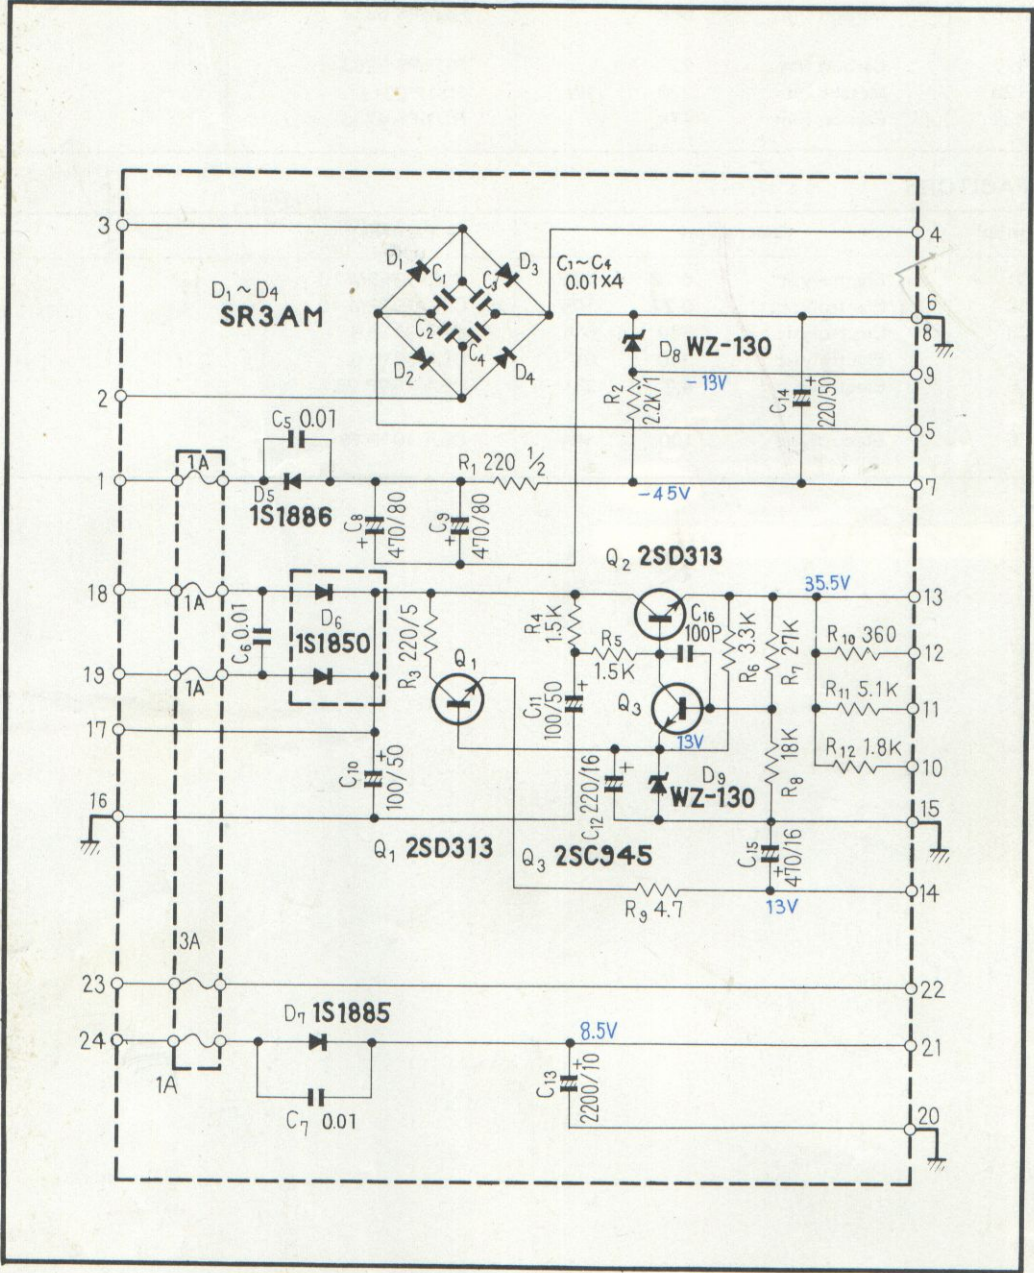 3
4
D₁~D₄
SR3AM
D₁
C₁
C₃
D₃
C₁~C₄
0.01X4
6
8
D₂
C₂
C₄
D₄
D₈ WZ-130
9
-13V
R₂
2.2K/1
C₁₄
220/50
+
2
5
C₅ 0.01
1
1A
D₅
1S1886
R₁ 220 1/2
7
-45V
C₈
470/80
+
C₉
470/80
+
Q₂ 2SD313
18
1A
C₆ 0.01
D₆
1S1850
R₃ 220/5
R₄
1.5K
35.5V
13
C₁₆
100P
R₆ 3.3K
R₇ 27K
R₁₀ 360
12
R₅
1.5K
19
1A
Q₁
C₁₁
100/50
+
Q₃
R₁₁ 5.1K
11
17
13V
R₁₂ 1.8K
10
C₁₀
100/50
+
C₁₂ 220/16
+
D₉
WZ-130
R₈ 18K
16
15
Q₁ 2SD313
Q₃ 2SC945
C₁₅
470/16
+
R₉ 4.7
13V
14
3A
23
22
D₇ 1S1885
24
8.5V
21
1A
C₇ 0.01
C₁₃
2200/10
+
20